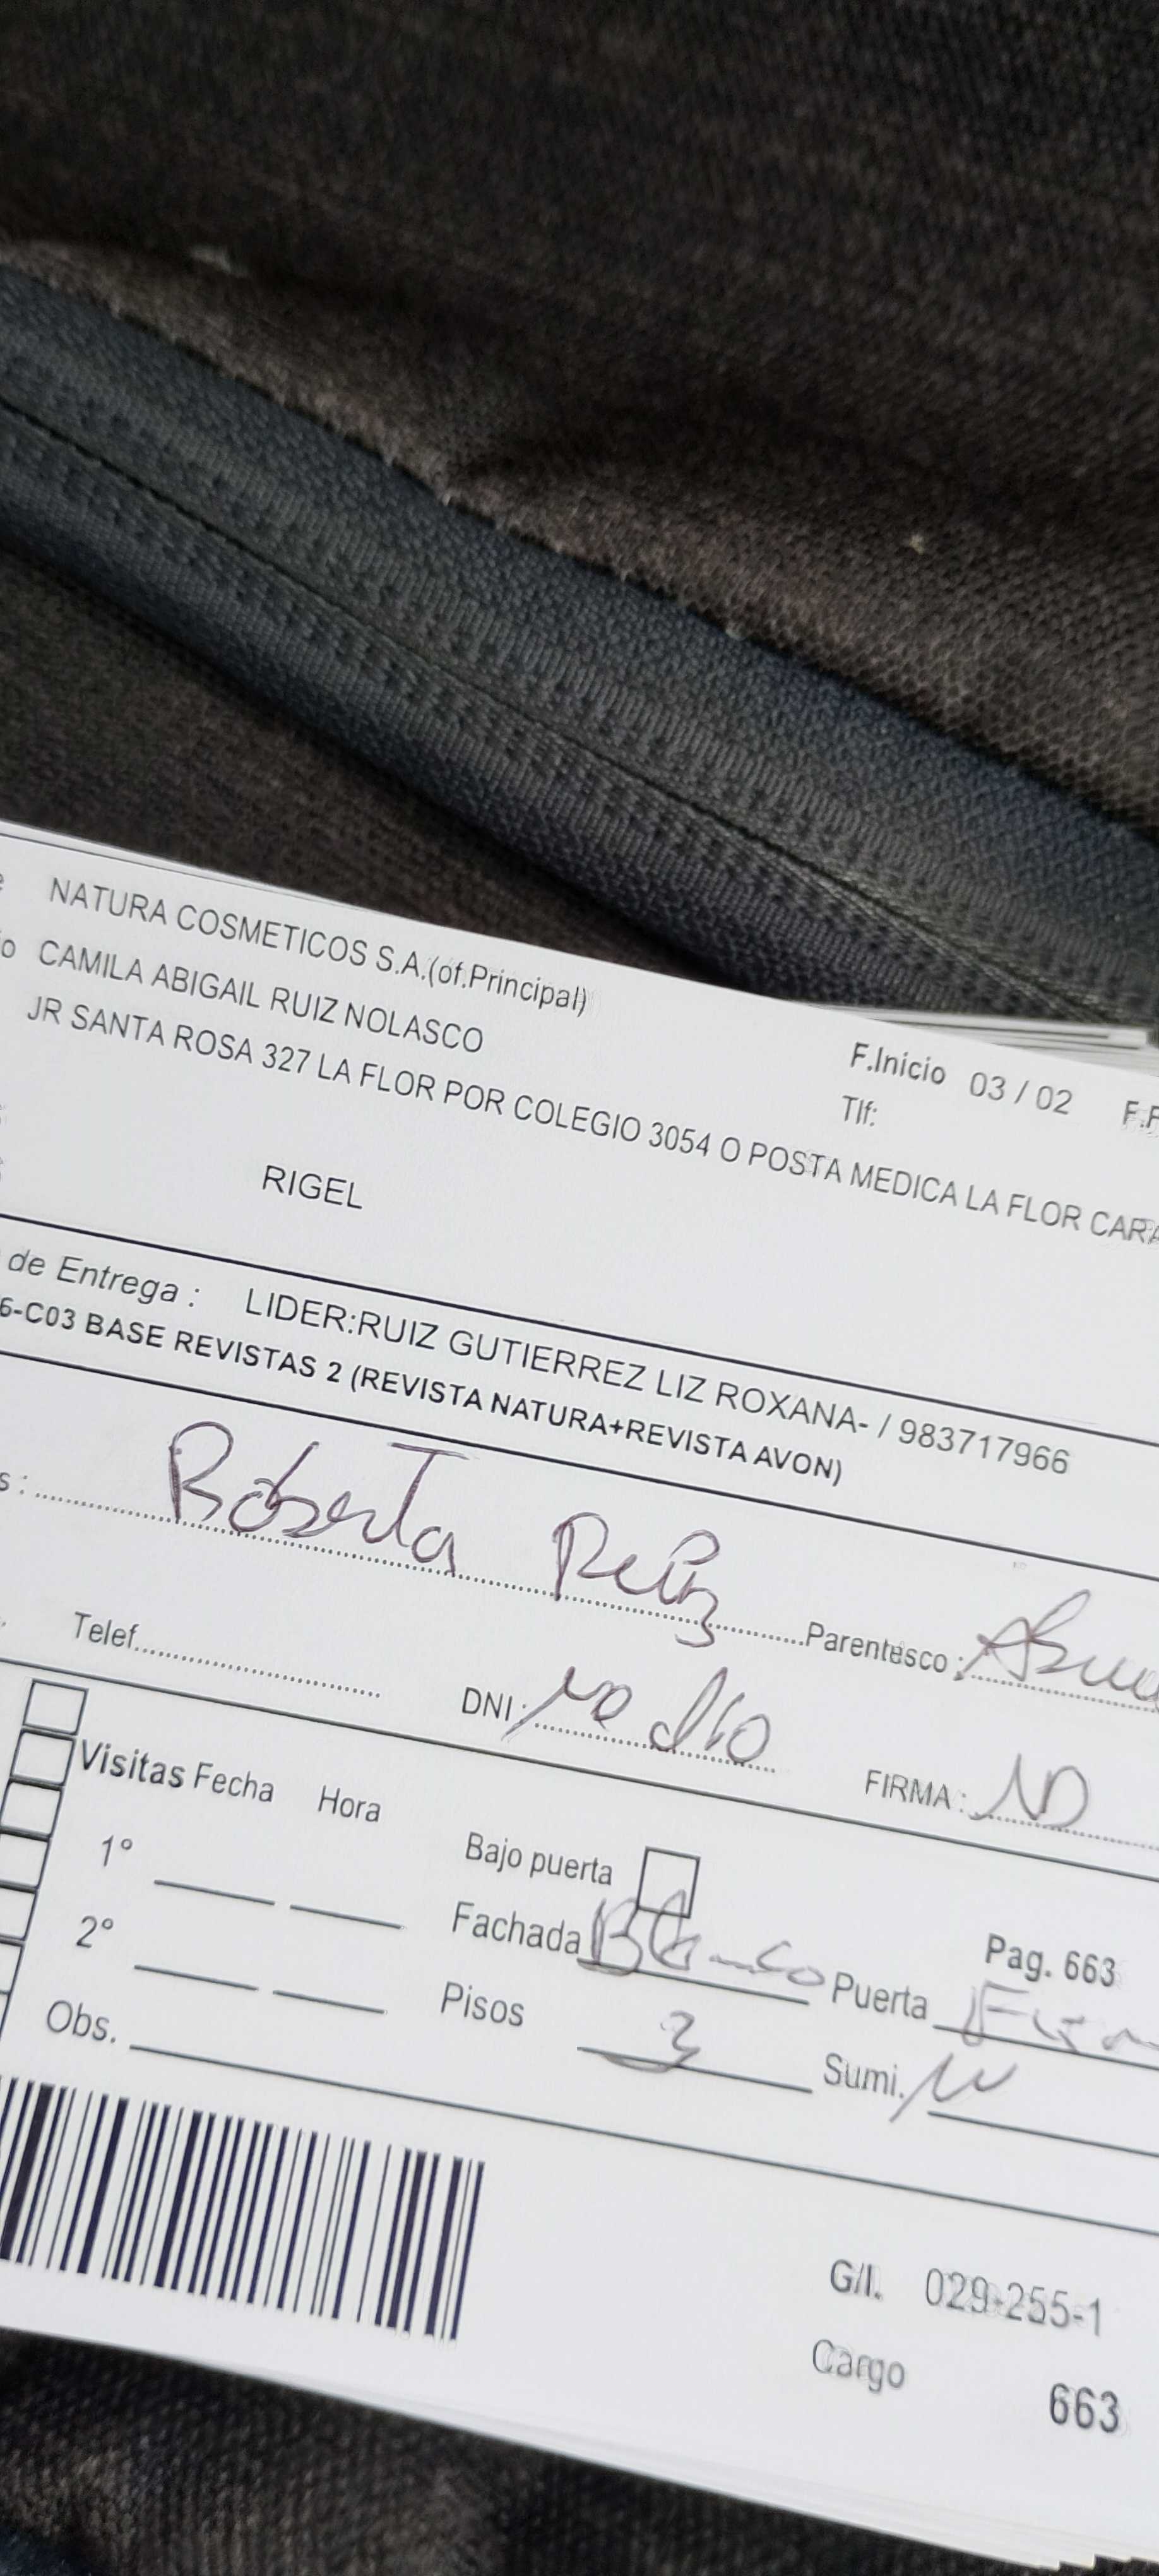 NATURA COSMETICOS S.A.(of.Principal)
CAMILA ABIGAIL RUIZ NOLASCO
F.Inicio 03 / 02
JR SANTA ROSA 327 LA FLOR POR COLEGIO 3054 O POSTA MEDICA LA FLOR CARA
Tlf:
RIGEL
de Entrega : LIDER:RUIZ GUTIERREZ LIZ ROXANA- / 983717966
6-C03 BASE REVISTAS 2 (REVISTA NATURA+REVISTA AVON)
s : Roberta
Parentesco :
Telef.
DNI : no dio
FIRMA :
Visitas Fecha Hora
Bajo puerta
1°
Fachada Blanco Puerta
Pag. 663
2°
Pisos 3 Sumi.
Obs.
G/I. 029-255-1
Cargo 663